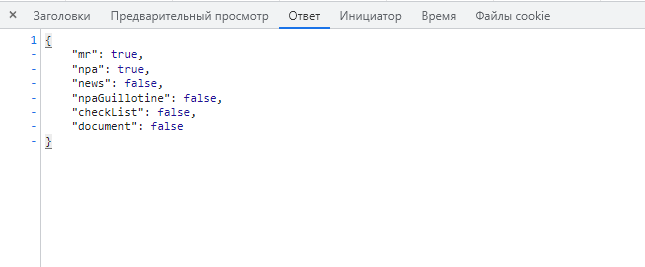 × Заголовки Предварительный просмотр Ответ Инициатор Время Файлы cookie
1 {
- "mr": true,
- "npa": true,
- "news": false,
- "npaGuillotine": false,
- "checkList": false,
- "document": false
- }